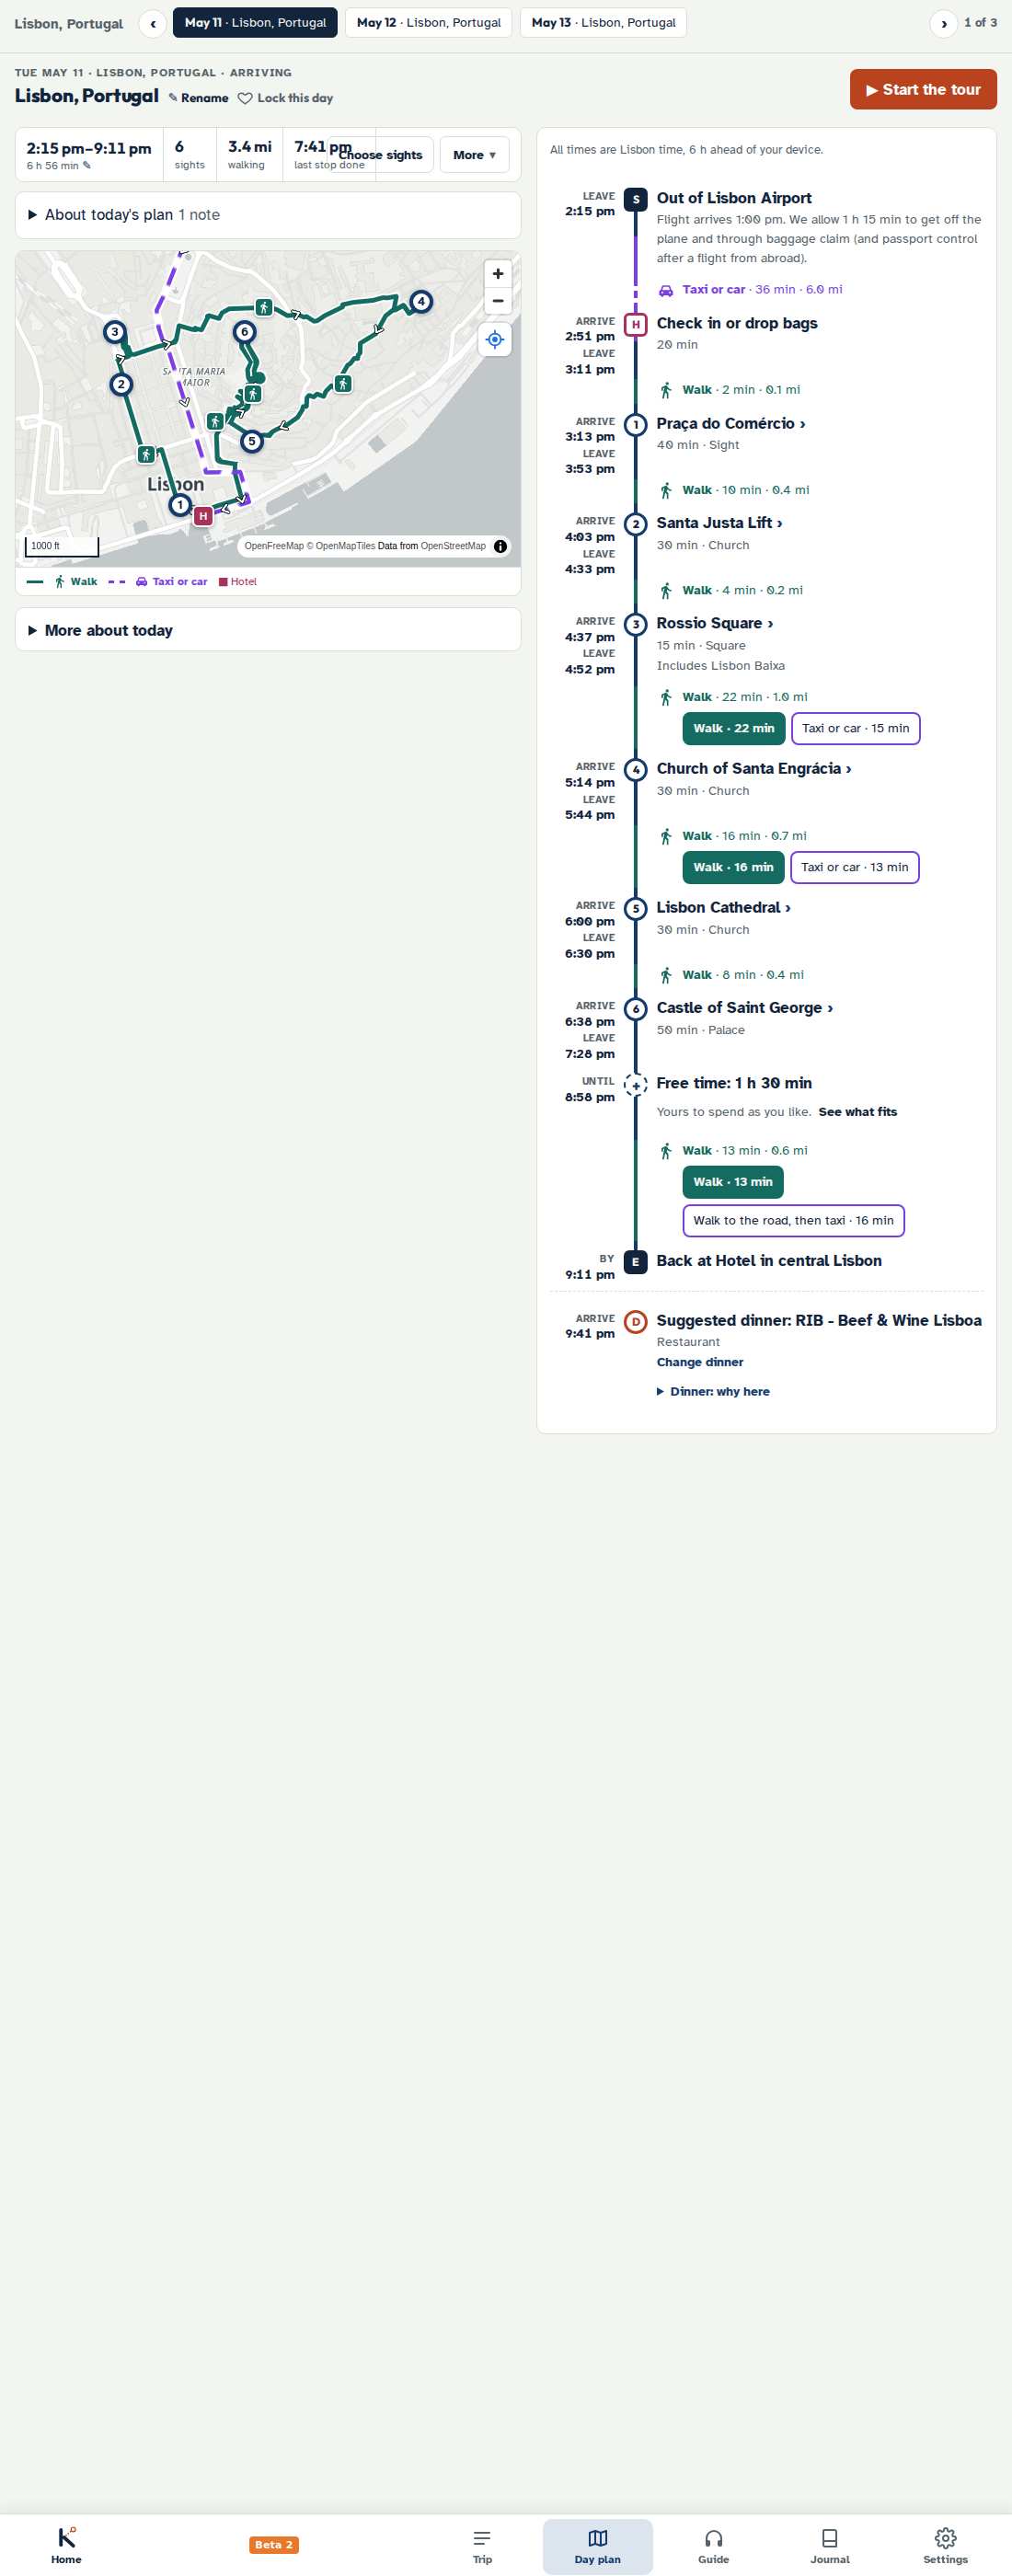 Lisbon, Portugal
‹
May 11 · Lisbon, Portugal
May 12 · Lisbon, Portugal
May 13 · Lisbon, Portugal
›
1 of 3
TUE MAY 11 · LISBON, PORTUGAL · ARRIVING
Lisbon, Portugal
✎ Rename
Lock this day
▶ Start the tour
2:15 pm–9:11 pm
6 h 56 min ✎
6
sights
3.4 mi
walking
7:41 pm
last stop done
Choose sights
More ▾
▶ About today's plan 1 note
3
6
4
2
SANTA MARIA
MAIOR
5
Lisbon
1
H
1000 ft
OpenFreeMap © OpenMapTiles Data from OpenStreetMap
Walk
Taxi or car
Hotel
▶ More about today
All times are Lisbon time, 6 h ahead of your device.
LEAVE
2:15 pm
S
Out of Lisbon Airport
Flight arrives 1:00 pm. We allow 1 h 15 min to get off the
plane and through baggage claim (and passport control
after a flight from abroad).
Taxi or car · 36 min · 6.0 mi
ARRIVE
2:51 pm
LEAVE
3:11 pm
H
Check in or drop bags
20 min
Walk · 2 min · 0.1 mi
ARRIVE
3:13 pm
LEAVE
3:53 pm
1
Praça do Comércio ›
40 min · Sight
Walk · 10 min · 0.4 mi
ARRIVE
4:03 pm
LEAVE
4:33 pm
2
Santa Justa Lift ›
30 min · Church
Walk · 4 min · 0.2 mi
ARRIVE
4:37 pm
LEAVE
4:52 pm
3
Rossio Square ›
15 min · Square
Includes Lisbon Baixa
Walk · 22 min · 1.0 mi
Walk · 22 min
Taxi or car · 15 min
ARRIVE
5:14 pm
LEAVE
5:44 pm
4
Church of Santa Engrácia ›
30 min · Church
Walk · 16 min · 0.7 mi
Walk · 16 min
Taxi or car · 13 min
ARRIVE
6:00 pm
LEAVE
6:30 pm
5
Lisbon Cathedral ›
30 min · Church
Walk · 8 min · 0.4 mi
ARRIVE
6:38 pm
LEAVE
7:28 pm
6
Castle of Saint George ›
50 min · Palace
UNTIL
8:58 pm
+
Free time: 1 h 30 min
Yours to spend as you like. See what fits
Walk · 13 min · 0.6 mi
Walk · 13 min
Walk to the road, then taxi · 16 min
BY
9:11 pm
E
Back at Hotel in central Lisbon
ARRIVE
9:41 pm
D
Suggested dinner: RIB - Beef & Wine Lisboa
Restaurant
Change dinner
▶ Dinner: why here
Home
Beta 2
Trip
Day plan
Guide
Journal
Settings